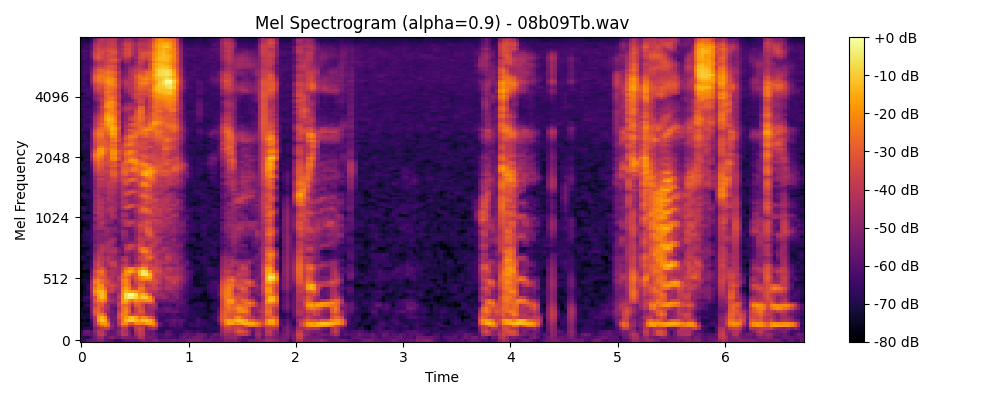 Mel Spectrogram (alpha=0.9) - 08b09Tb.wav
+0 dB
-10 dB
-20 dB
-30 dB
-40 dB
-50 dB
-60 dB
-70 dB
-80 dB
Mel Frequency
4096
2048
1024
512
0
0 1 2 3 4 5 6
Time